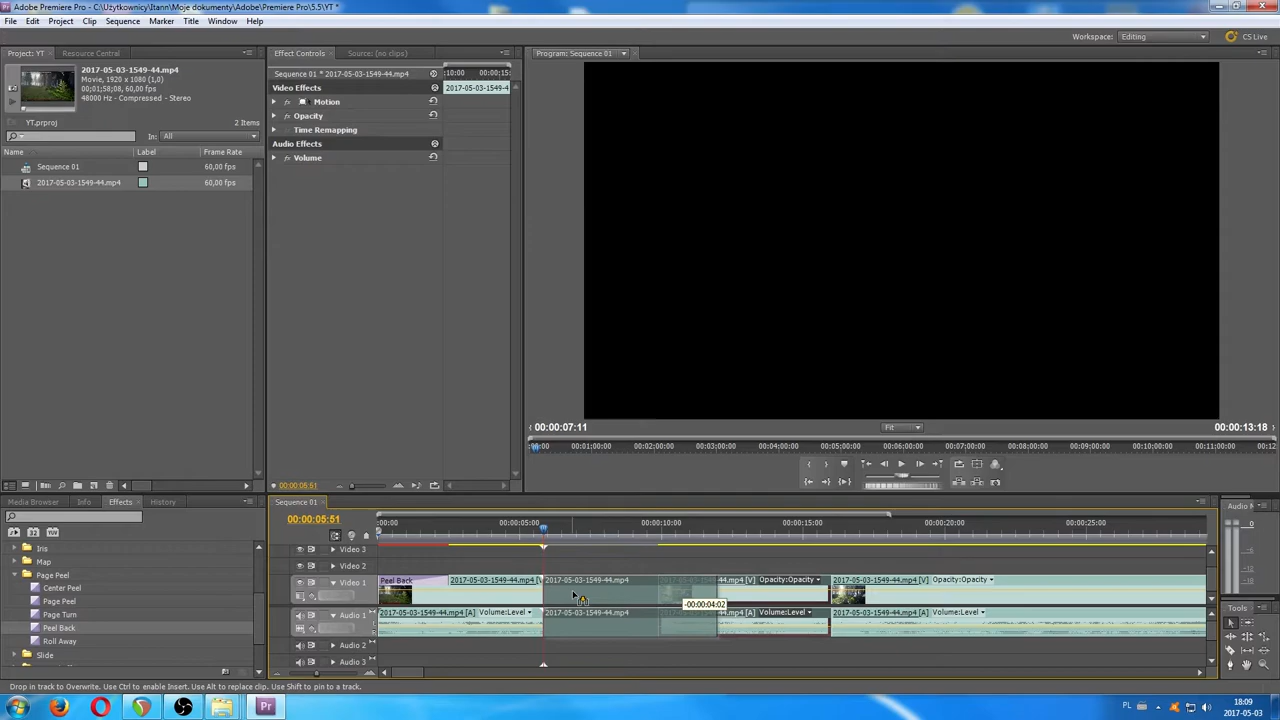 Adobe Premiere Pro - C:\Użytkownicy\Itann\Moje dokumenty\Adobe\Premiere Pro\5.5\YT *
File Edit Project Clip Sequence Marker Title Window Help
Workspace: Editing CS Live
Project: YT Resource Central
2017-05-03-1549-44.mp4
Movie, 1920 x 1080 (1,0)
00;01;58;08, 60,00 fps
48000 Hz - Compressed - Stereo
YT.prproj 2 Items
In: All
Name Label Frame Rate
Sequence 01 60,00 fps
2017-05-03-1549-44.mp4 60,00 fps
Effect Controls Source: (no clips)
Sequence 01 * 2017-05-03-1549-44.mp4 :10:00 00:00:15:
Video Effects 2017-05-03-1549-4
Motion
Opacity
Time Remapping
Audio Effects
Volume
00:00:05:51
Program: Sequence 01
00:00:07:11 Fit 00:00:13:18
:00:00 00:01:00:00 00:02:00:00 00:03:00:00 00:04:00:00 00:05:00:00 00:06:00:00 00:07:00:00 00:08:00:00 00:09:00:00 00:10:00:00 00:11:00:00 00:12
Media Browser Info Effects History
Iris
Map
Page Peel
Center Peel
Page Peel
Page Turn
Peel Back
Roll Away
Slide
Sequence 01
00:00:05:51
:00:00 00:00:05:00 00:00:10:00 00:00:15:00 00:00:20:00 00:00:25:00
Video 3
Video 2
Video 1 Peel Back 2017-05-03-1549-44.mp4 [V 2017-05-03-1549-44.mp4 44.mp4 [V] Opacity:Opacity 2017-05-03-1549-44.mp4 [V] Opacity:Opacity
-00:00:04:02
Audio 1 2017-05-03-1549-44.mp4 [A] Volume:Level 2017-05-03-1549-44.mp4 44.mp4 [A] Volume:Level 2017-05-03-1549-44.mp4 [A] Volume:Level
Audio 2
Audio 3
Audio M
0
-6
-12
-18
Tools
Drop in track to Overwrite. Use Ctrl to enable Insert. Use Alt to replace clip. Use Shift to pin to a track.
PL 18:09
2017-05-03